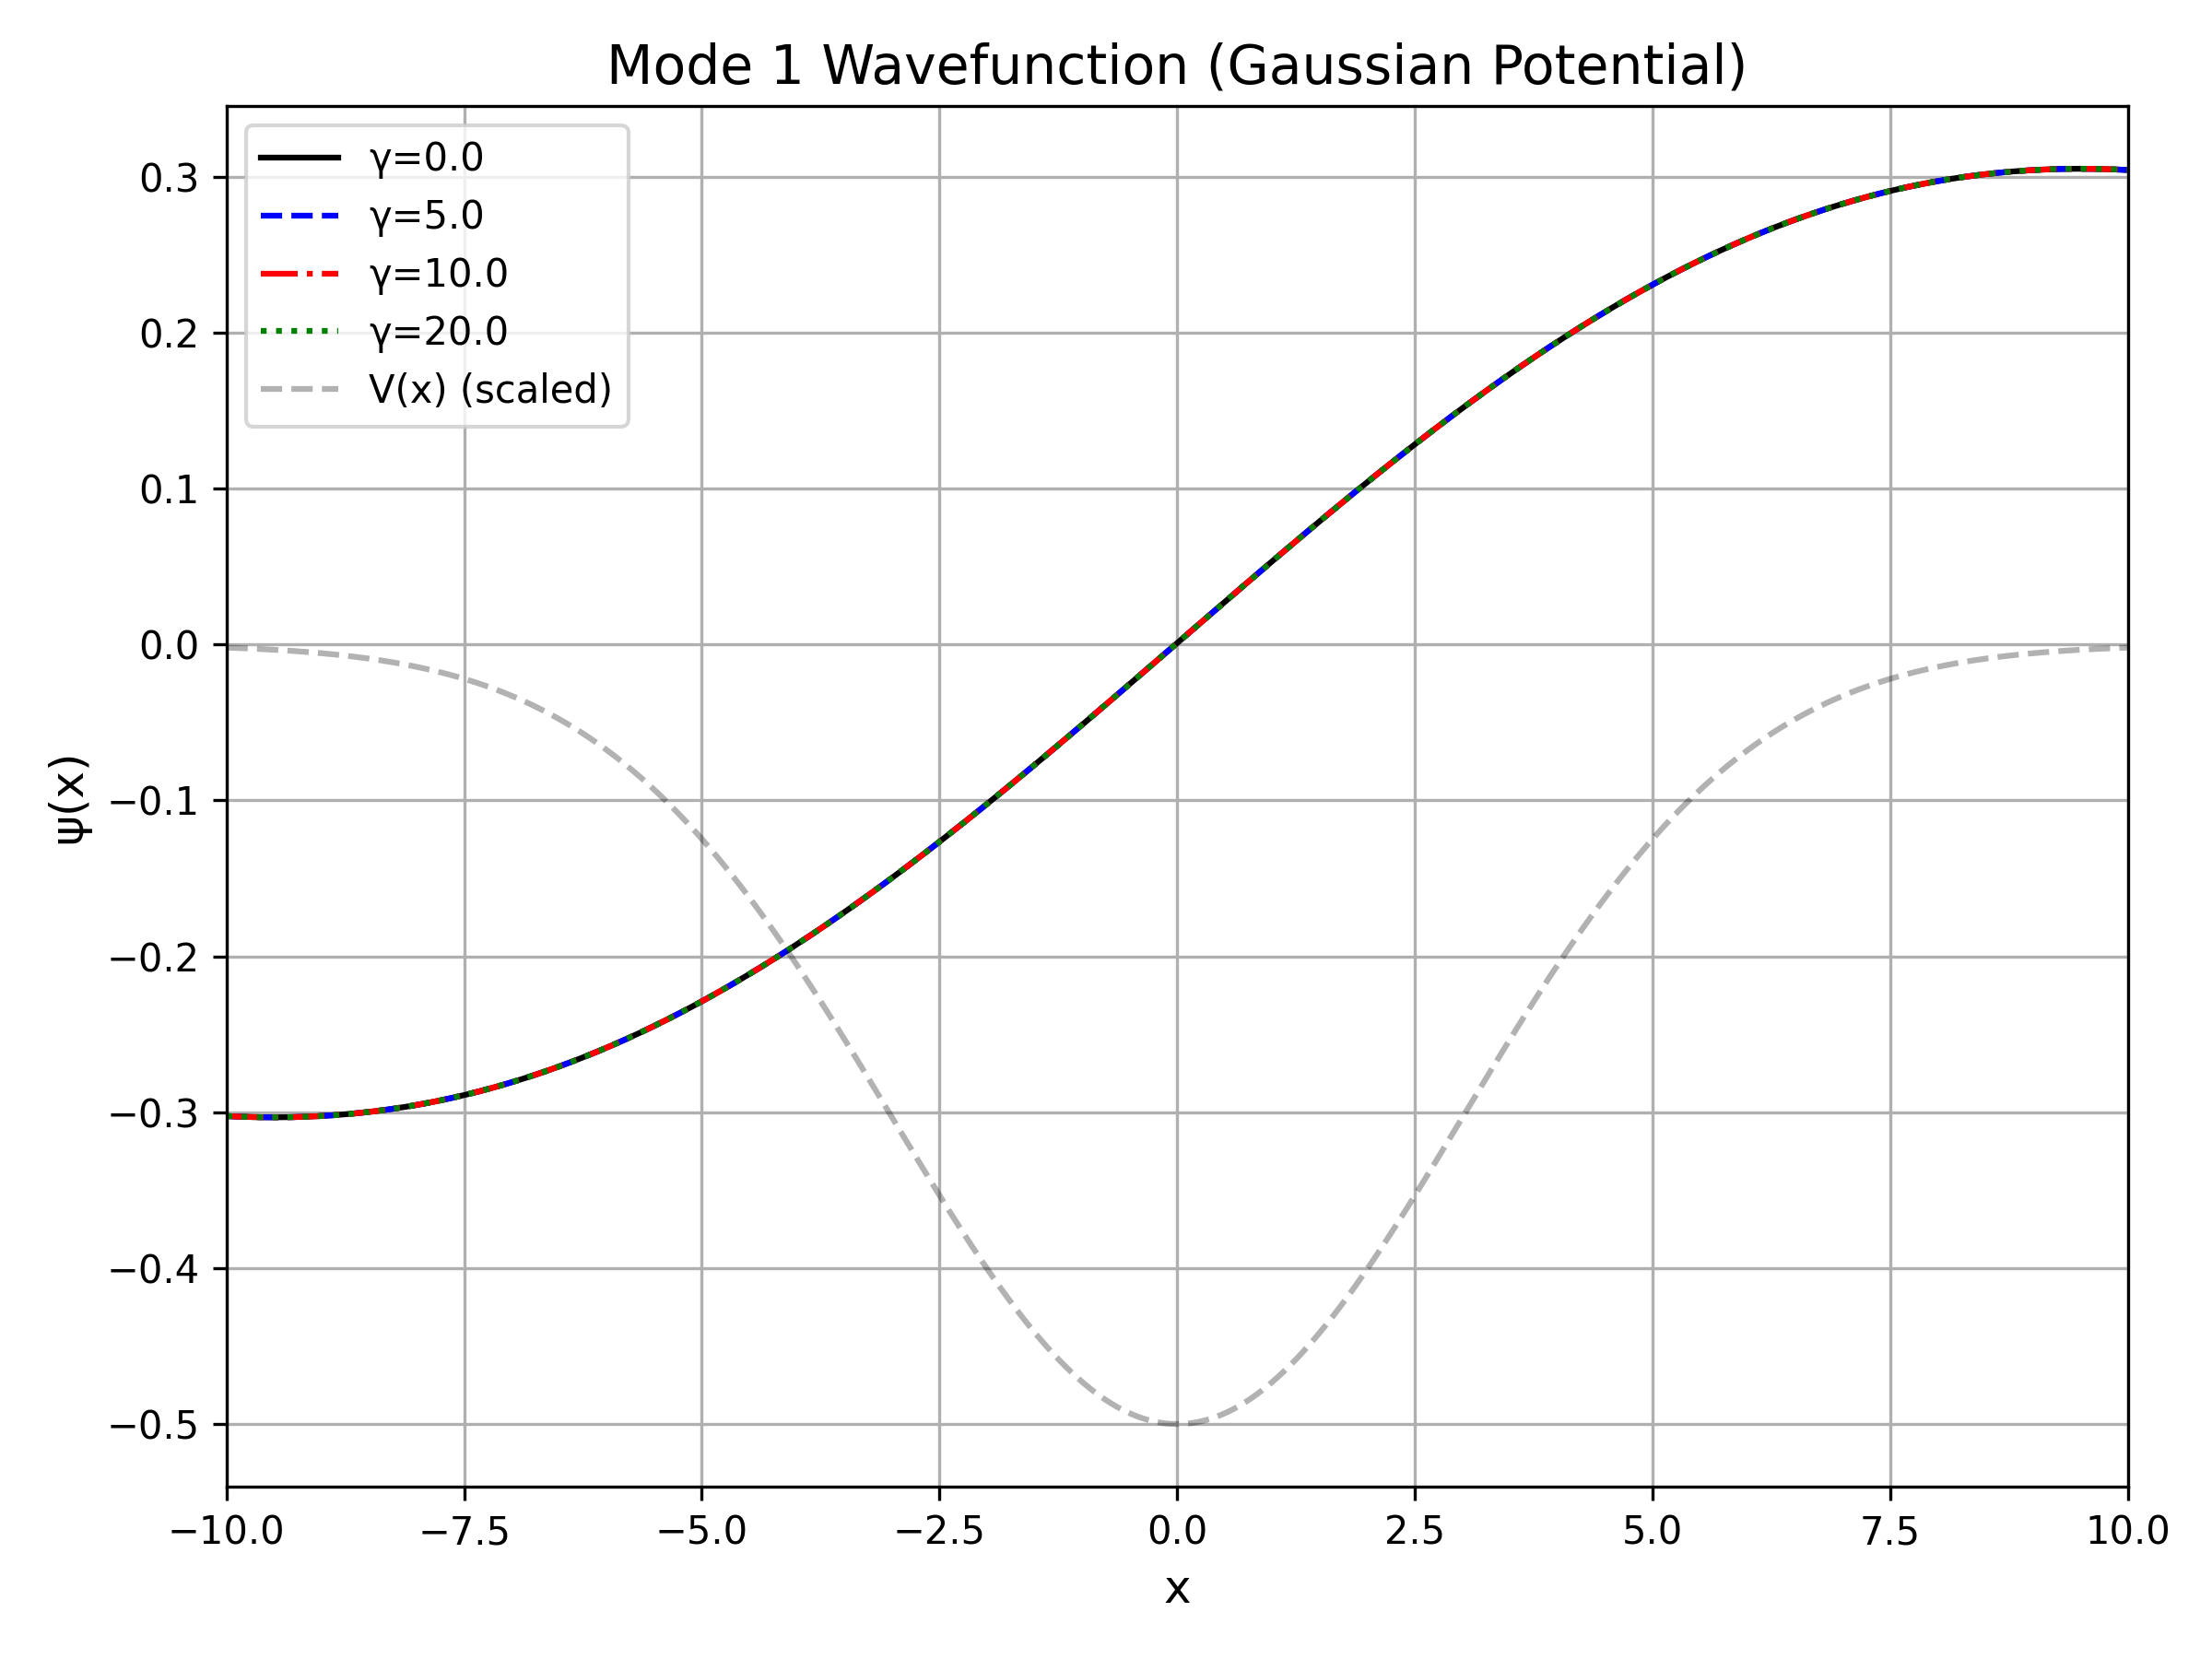 Mode 1 Wavefunction (Gaussian Potential)
γ=0.0
γ=5.0
γ=10.0
γ=20.0
V(x) (scaled)
0.3
0.2
0.1
0.0
−0.1
−0.2
−0.3
−0.4
−0.5
ψ(x)
−10.0 −7.5 −5.0 −2.5 0.0 2.5 5.0 7.5 10.0
x